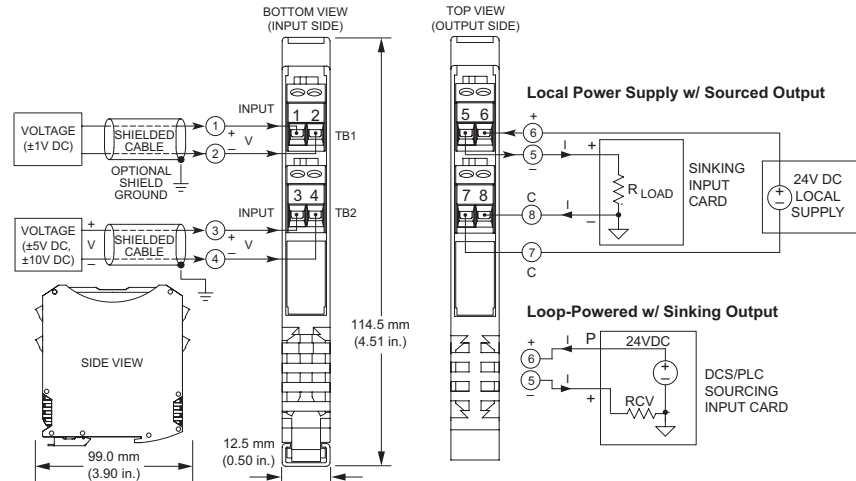 BOTTOM VIEW
(INPUT SIDE)
TOP VIEW
(OUTPUT SIDE)
VOLTAGE
(±1V DC)
SHIELDED
CABLE
OPTIONAL
SHIELD
GROUND
1
2
+
V
–
INPUT
1 2
TB1
VOLTAGE
(±5V DC,
±10V DC)
+
V
–
SHIELDED
CABLE
3
4
+
V
–
INPUT
3 4
TB2
SIDE VIEW
99.0 mm
(3.90 in.)
12.5 mm
(0.50 in.)
114.5 mm
(4.51 in.)
5 6
7 8
Local Power Supply w/ Sourced Output
+
6
5
–
I
+
R LOAD
SINKING
INPUT
CARD
C
8
I
–
7
C
+
–
24V DC
LOCAL
SUPPLY
Loop-Powered w/ Sinking Output
+
6
I
P
24VDC
+
–
5
–
I
+
RCV
DCS/PLC
SOURCING
INPUT CARD